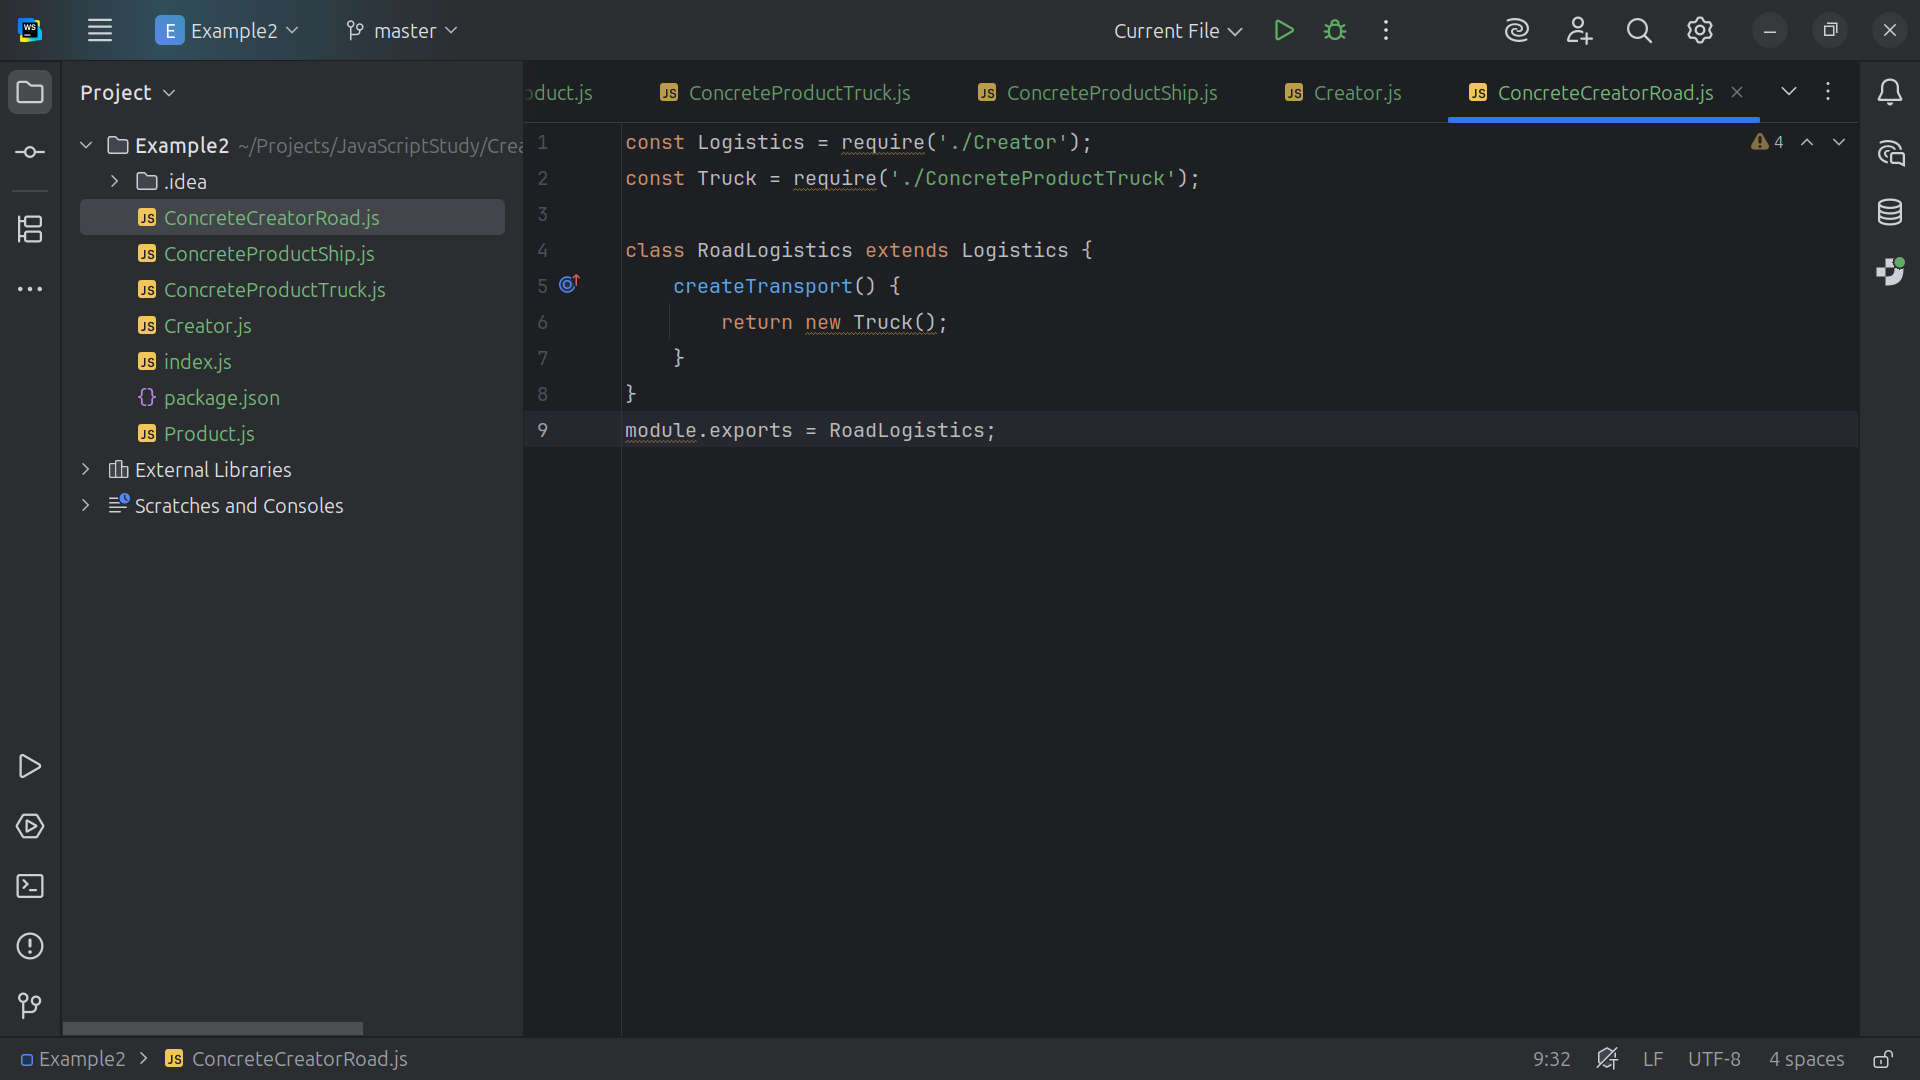 WS
E Example2
master
Current File
Project
Example2 ~/Projects/JavaScriptStudy/Crea
.idea
JS ConcreteCreatorRoad.js
JS ConcreteProductShip.js
JS ConcreteProductTruck.js
JS Creator.js
JS index.js
{} package.json
JS Product.js
External Libraries
Scratches and Consoles
oduct.js
JS ConcreteProductTruck.js
JS ConcreteProductShip.js
JS Creator.js
JS ConcreteCreatorRoad.js
4
1 const Logistics = require('./Creator');
2 const Truck = require('./ConcreteProductTruck');
3
4 class RoadLogistics extends Logistics {
5 createTransport() {
6 return new Truck();
7 }
8 }
9 module.exports = RoadLogistics;
Example2 > JS ConcreteCreatorRoad.js
9:32
LF
UTF-8
4 spaces